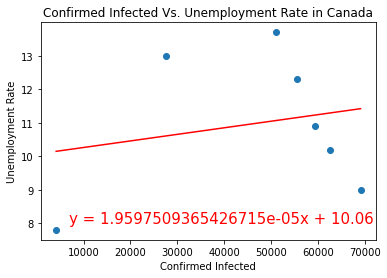 Confirmed Infected Vs. Unemployment Rate in Canada
Unemployment Rate
13
12
11
10
9
8
y = 1.9597509365426715e-05x + 10.06
10000 20000 30000 40000 50000 60000 70000
Confirmed Infected